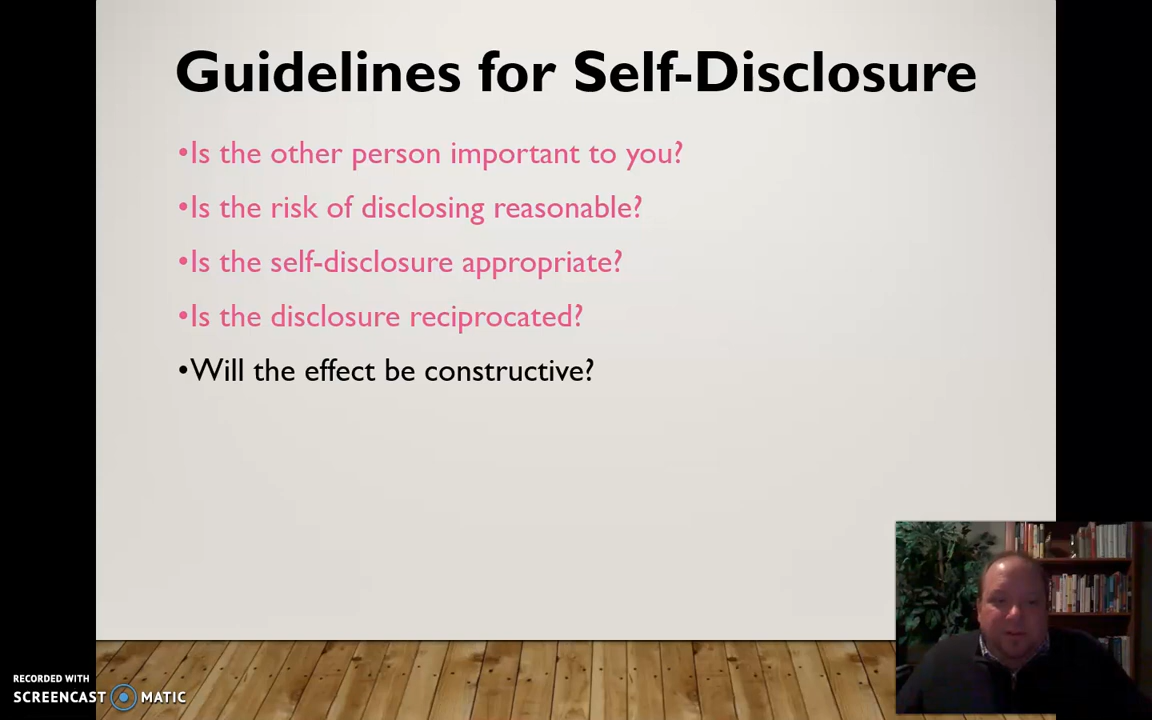 Guidelines for Self-Disclosure
•Is the other person important to you?
•Is the risk of disclosing reasonable?
•Is the self-disclosure appropriate?
•Is the disclosure reciprocated?
•Will the effect be constructive?
RECORDED WITH
SCREENCAST MATIC